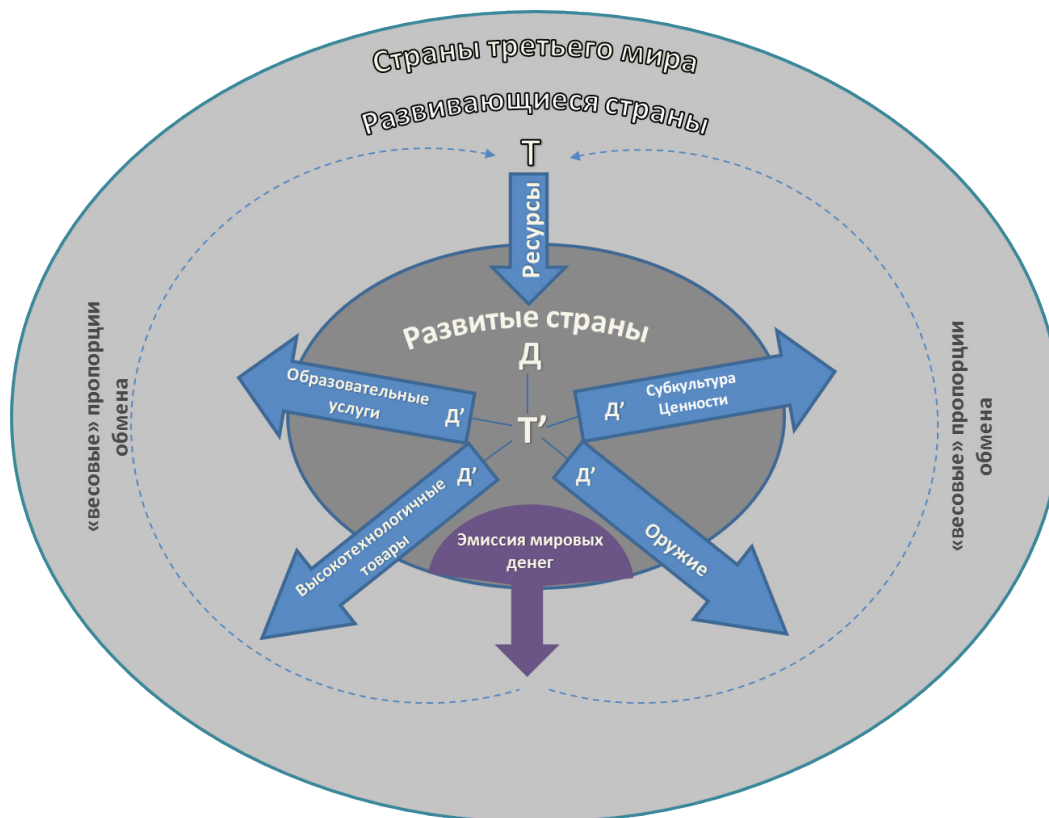 Страны третьего мира
Развивающиеся страны
Т
Ресурсы
Развитые страны
Д
Т’
Образовательные
услуги
Д’
Д’
Субкультура
Ценности
Высокотехнологичные
товары
Д’
Д’
Оружие
Эмиссия мировых
денег
«весовые» пропорции
обмена
«весовые» пропорции
обмена